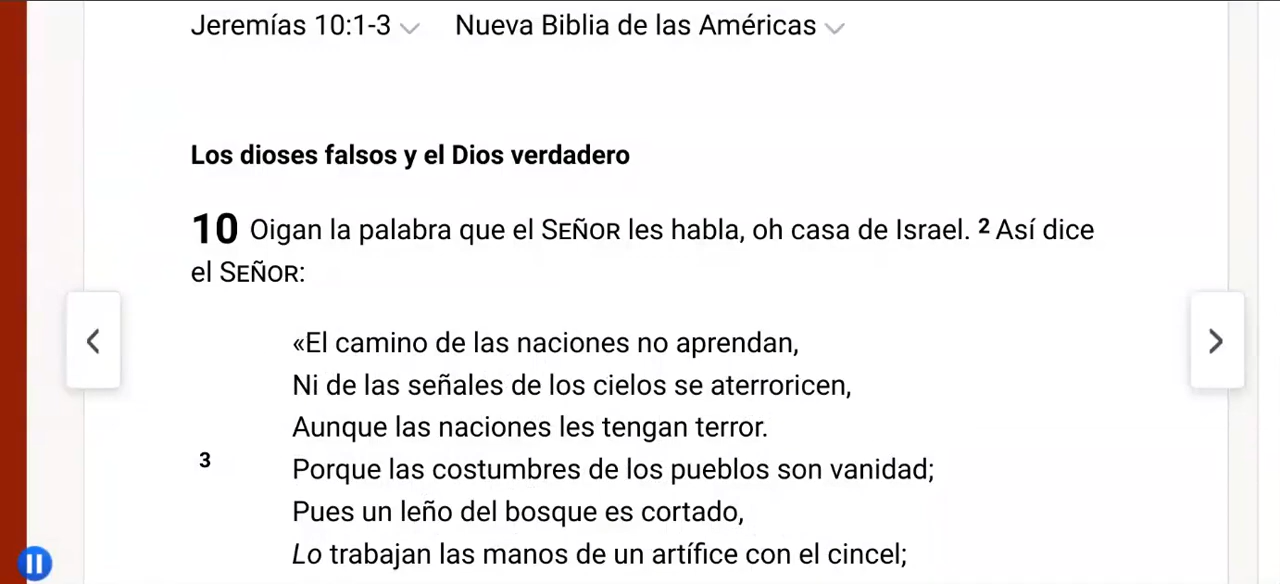 Jeremías 10:1-3 Nueva Biblia de las Américas
Los dioses falsos y el Dios verdadero
10 Oigan la palabra que el SEÑOR les habla, oh casa de Israel. 2 Así dice
el SEÑOR:
«El camino de las naciones no aprendan,
Ni de las señales de los cielos se aterroricen,
Aunque las naciones les tengan terror.
3 Porque las costumbres de los pueblos son vanidad;
Pues un leño del bosque es cortado,
Lo trabajan las manos de un artífice con el cincel;